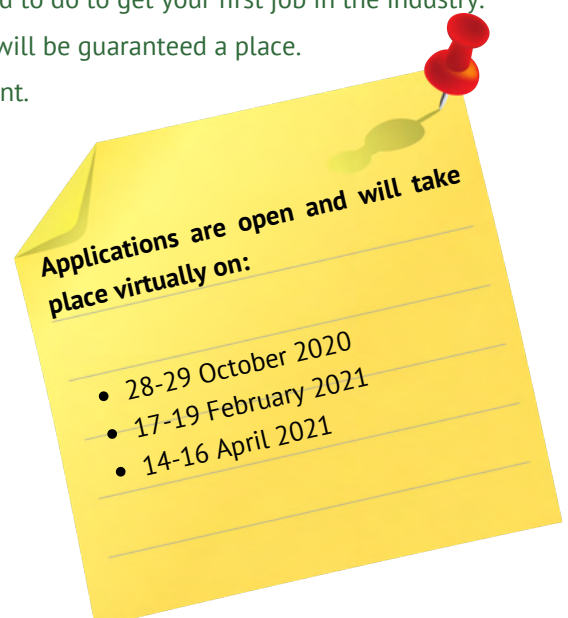 to do to get your first job in the industry.
will be guaranteed a place.
nt.
Applications are open and will take
place virtually on:
• 28-29 October 2020
• 17-19 February 2021
• 14-16 April 2021